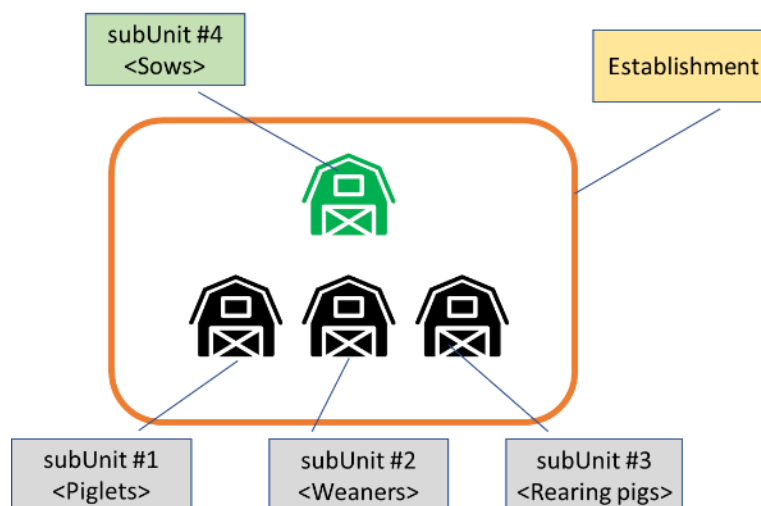 subUnit #4
<Sows>
Establishment
subUnit #1
<Piglets>
subUnit #2
<Weaners>
subUnit #3
<Rearing pigs>